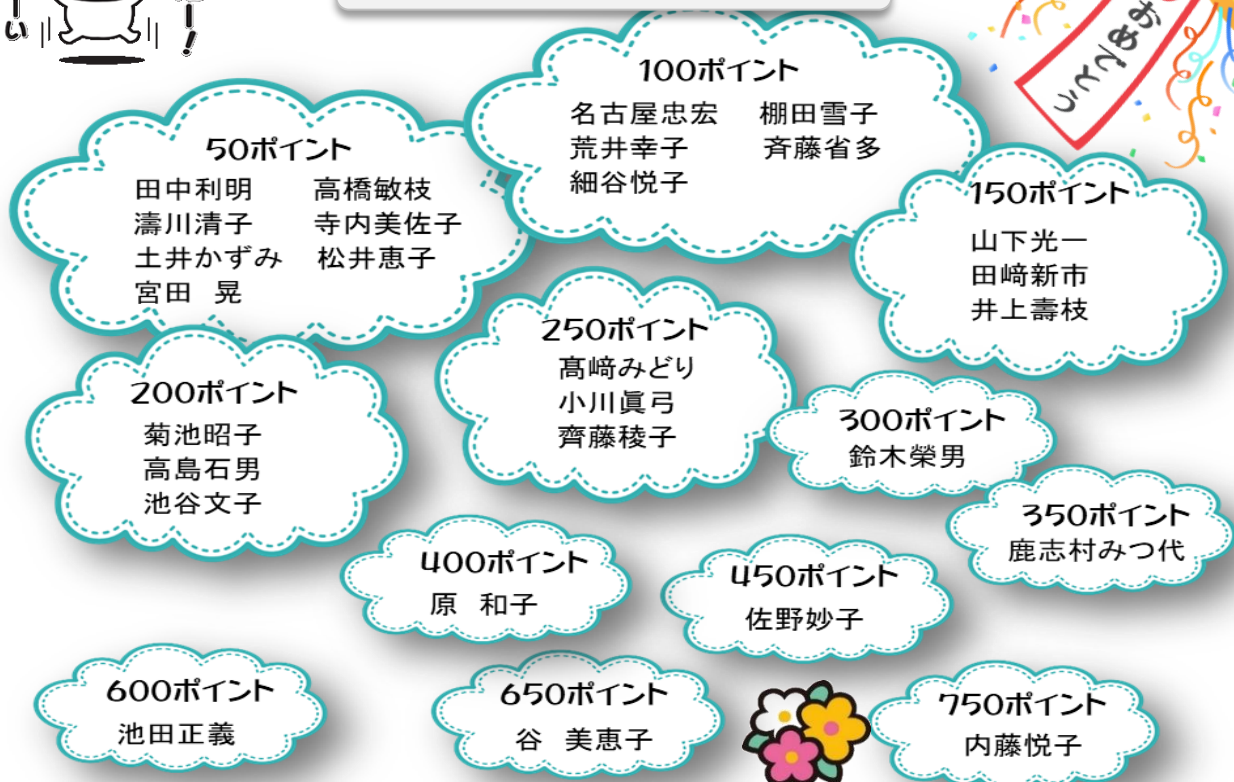 い
!
おめでとう
100ポイント
名古屋忠宏 棚田雪子
荒井幸子 斉藤省多
細谷悦子
50ポイント
田中利明 高橋敏枝
濤川清子 寺内美佐子
土井かずみ 松井恵子
宮田 晃
150ポイント
山下光一
田﨑新市
井上壽枝
250ポイント
髙﨑みどり
小川眞弓
齊藤稜子
200ポイント
菊池昭子
高島石男
池谷文子
300ポイント
鈴木榮男
350ポイント
鹿志村みつ代
400ポイント
原 和子
450ポイント
佐野妙子
600ポイント
池田正義
650ポイント
谷 美恵子
750ポイント
内藤悦子